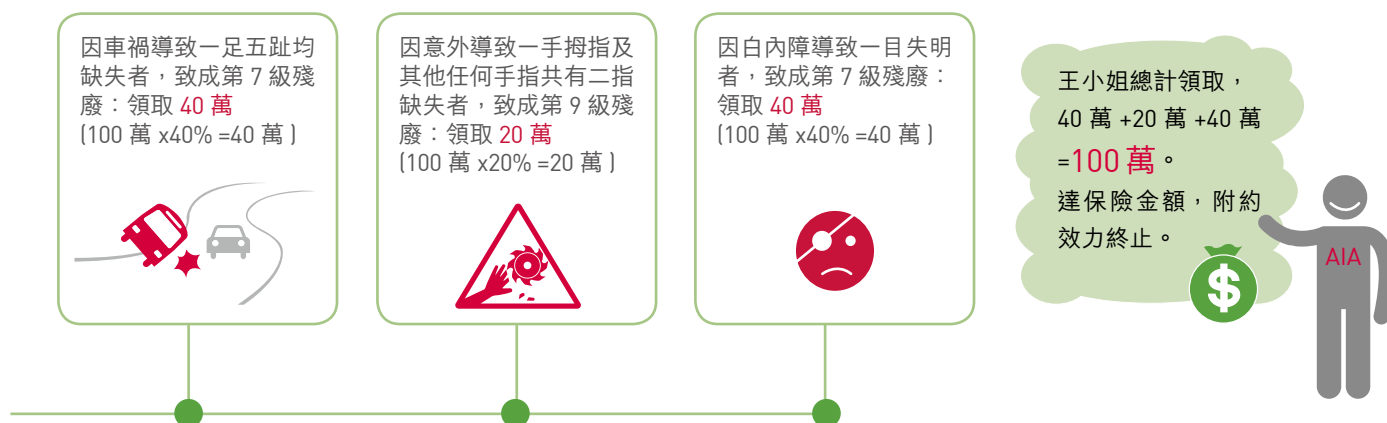 因車禍導致一足五趾均
缺失者，致成第 7 級殘
廢：領取 40 萬
(100 萬 x40% =40 萬 )
因意外導致一手拇指及
其他任何手指共有二指
缺失者，致成第 9 級殘
廢：領取 20 萬
(100 萬 x20% =20 萬 )
因白內障導致一目失明
者，致成第 7 級殘廢：
領取 40 萬
(100 萬 x40% =40 萬 )
王小姐總計領取，
40 萬 +20 萬 +40 萬
=100 萬。
達保險金額，附約
效力終止。
$
AIA